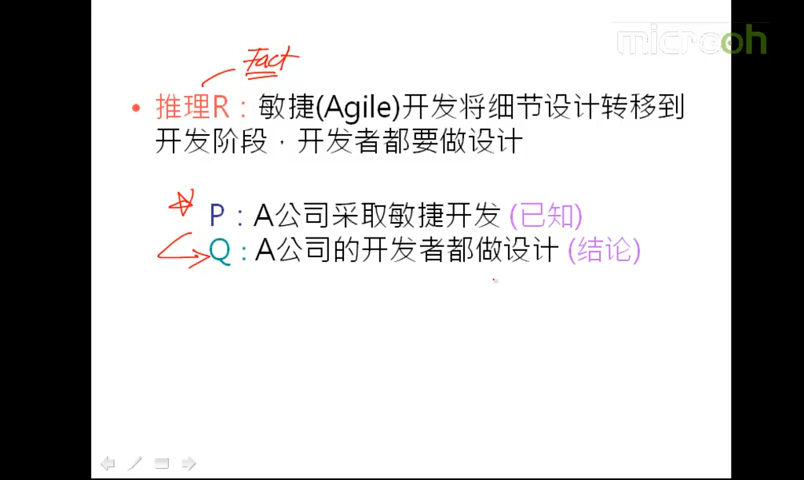 microoh
Fact
• 推理R：敏捷(Agile)开发将细节设计转移到
开发阶段，开发者都要做设计
P：A公司采取敏捷开发 (已知)
Q：A公司的开发者都做设计 (结论)